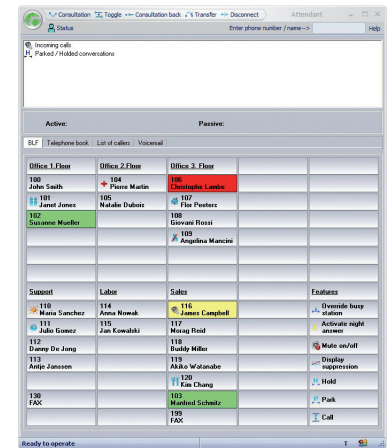 Consultation Toggle Consultation back Transfer Disconnect Attendant
Status Enter phone number / name--> Help
Incoming calls
Parked / Holded conversations
Active: Passive:
BLF Telephone book List of callers Voicemail
Office 1.Floor Office 2.Floor Office 3. Floor
100 104 106
John Smith Pierre Martin Christophe Lambe
101 105 107
Janet Jones Natalie Dubois Flor Peeters
102 108
Susanne Mueller Giovani Rossi
109
Angelina Mancini
Support Labor Sales Features
110 114 116 Override busy
Maria Sanchez Anna Nowak James Campbell station
111 115 117 Activate night
Julio Gomez Jan Kowalski Morag Reid answer
112 118 Mute on/off
Danny De Jong Buddy Miller
113 119 Display
Antje Janssen Akiko Watanabe suppression
120 Hold
Kim Chang
130 103 Park
FAX Manfred Schmitz
199 Call
FAX
Ready to operate T